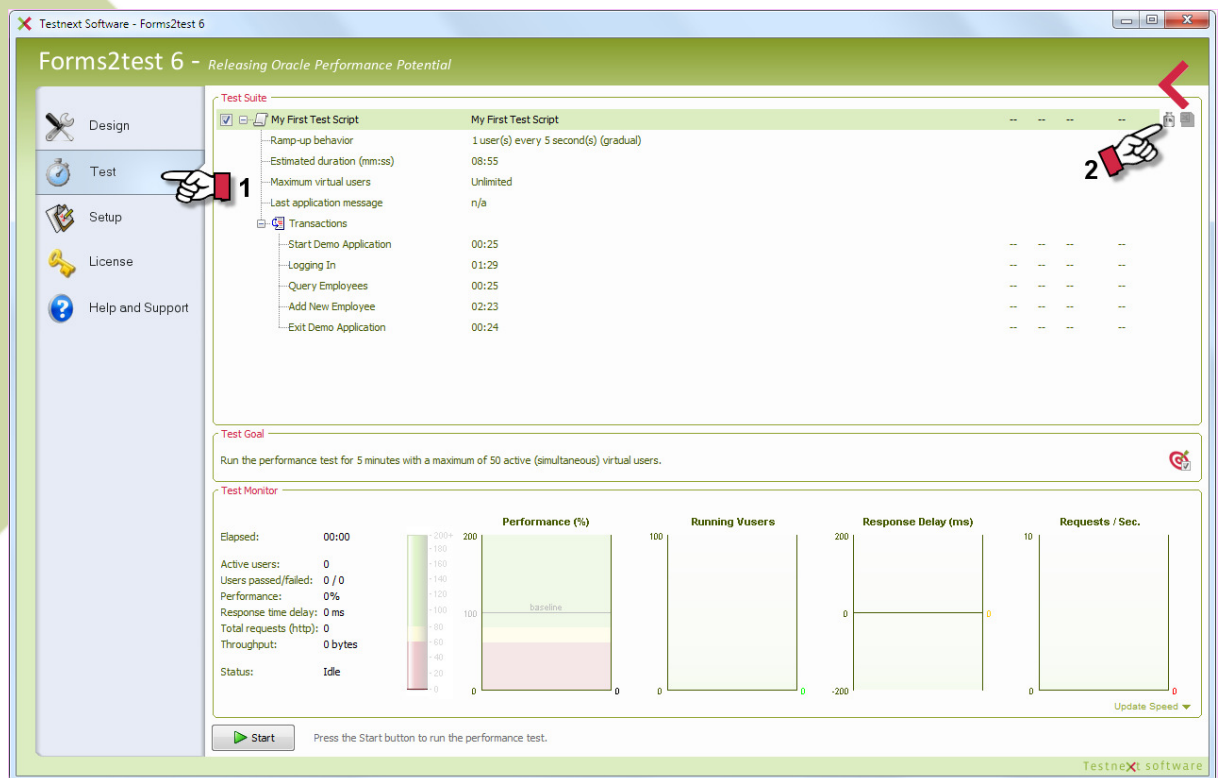 Testnext Software - Forms2test 6
Forms2test 6 - Releasing Oracle Performance Potential
Design
Test
Setup
License
Help and Support
1
2
Test Suite
My First Test Script My First Test Script -- -- -- --
Ramp-up behavior 1 user(s) every 5 second(s) (gradual)
Estimated duration (mm:ss) 08:55
Maximum virtual users Unlimited
Last application message n/a
Transactions
Start Demo Application 00:25 -- -- -- --
Logging In 01:29 -- -- -- --
Query Employees 00:25 -- -- -- --
Add New Employee 02:23 -- -- -- --
Exit Demo Application 00:24 -- -- -- --
Test Goal
Run the performance test for 5 minutes with a maximum of 50 active (simultaneous) virtual users.
Test Monitor
Elapsed: 00:00
Active users: 0
Users passed/failed: 0 / 0
Performance: 0%
Response time delay: 0 ms
Total requests (http): 0
Throughput: 0 bytes
Status: Idle
200+
180
160
140
120
100
80
60
40
20
0
Performance (%)
200
100
baseline
0 0
Running Vusers
100
0 0
Response Delay (ms)
200
0 0
-200
Requests / Sec.
10
0 0
Update Speed
Start Press the Start button to run the performance test.
Testnext software